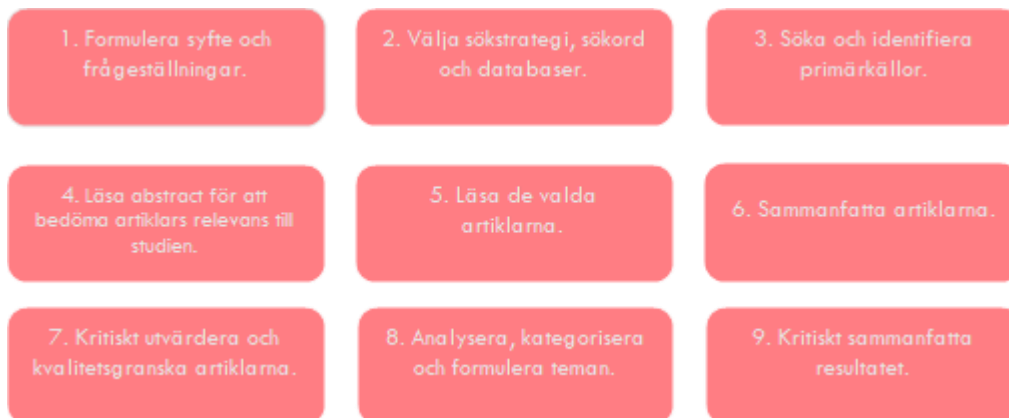 1. Formulera syfte och
frågeställningar.
2. Välja sökstrategi, sökord
och databaser.
3. Söka och identifiera
primärkällor.
4. Läsa abstract för att
bedöma artiklars relevans till
studien.
5. Läsa de valda
artiklarna.
6. Sammanfatta artiklarna.
7. Kritiskt utvärdera och
kvalitetsgranska artiklarna.
8. Analysera, kategorisera
och formulera teman.
9. Kritiskt sammanfatta
resultatet.